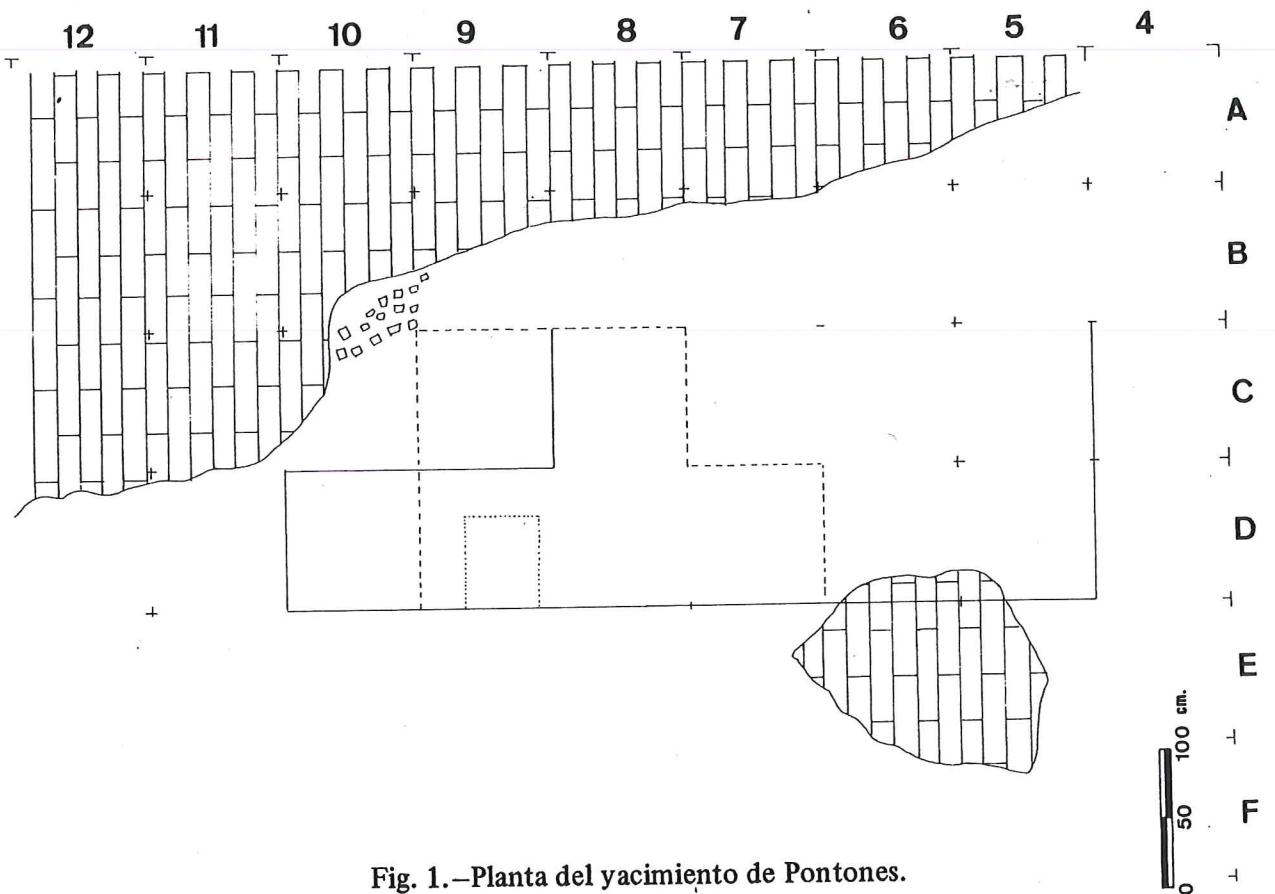 12 11 10 9 8 7 6 5 4
A
B
C
D
E
F
0 50 100 cm.
Fig. 1.—Planta del yacimiento de Pontones.